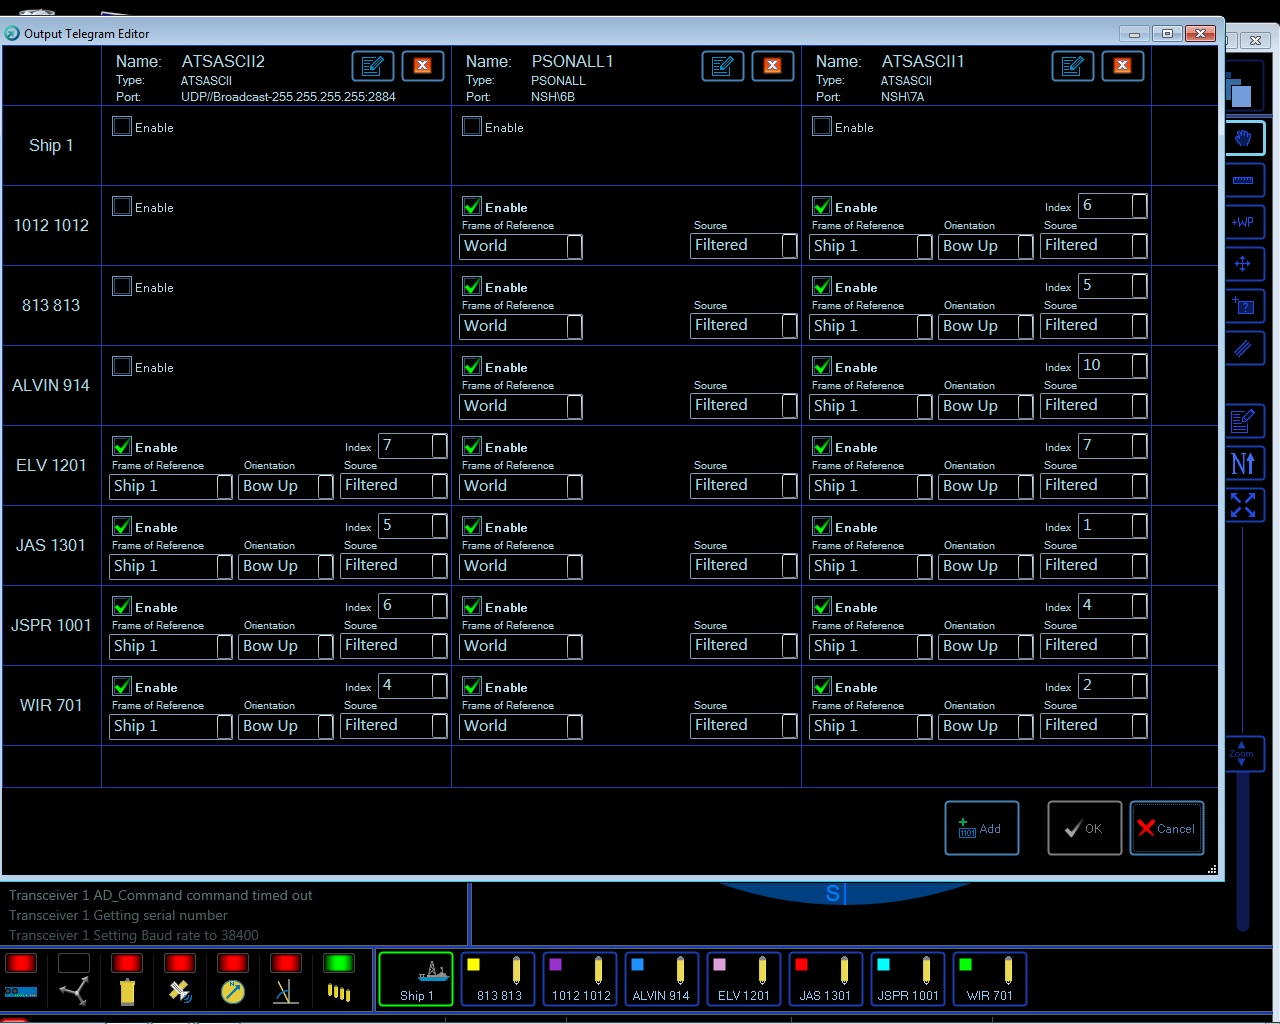 Output Telegram Editor
Name: ATSASCII2
Type: ATSASCII
Port: UDP//Broadcast-255.255.255.255:2884
Name: PSONALL1
Type: PSONALL
Port: NSH\6B
Name: ATSASCII1
Type: ATSASCII
Port: NSH\7A
Ship 1
Enable
Enable
Enable
1012 1012
Enable
Enable
Frame of Reference Source
World Filtered
Enable Index 6
Frame of Reference Orientation Source
Ship 1 Bow Up Filtered
813 813
Enable
Enable
Frame of Reference Source
World Filtered
Enable Index 5
Frame of Reference Orientation Source
Ship 1 Bow Up Filtered
ALVIN 914
Enable
Enable
Frame of Reference Source
World Filtered
Enable Index 10
Frame of Reference Orientation Source
Ship 1 Bow Up Filtered
ELV 1201
Enable Index 7
Frame of Reference Orientation Source
Ship 1 Bow Up Filtered
Enable
Frame of Reference Source
World Filtered
Enable Index 7
Frame of Reference Orientation Source
Ship 1 Bow Up Filtered
JAS 1301
Enable Index 5
Frame of Reference Orientation Source
Ship 1 Bow Up Filtered
Enable
Frame of Reference Source
World Filtered
Enable Index 1
Frame of Reference Orientation Source
Ship 1 Bow Up Filtered
JSPR 1001
Enable Index 6
Frame of Reference Orientation Source
Ship 1 Bow Up Filtered
Enable
Frame of Reference Source
World Filtered
Enable Index 4
Frame of Reference Orientation Source
Ship 1 Bow Up Filtered
WIR 701
Enable Index 4
Frame of Reference Orientation Source
Ship 1 Bow Up Filtered
Enable
Frame of Reference Source
World Filtered
Enable Index 2
Frame of Reference Orientation Source
Ship 1 Bow Up Filtered
1101 Add
OK
Cancel
+WP
+?
N
Zoom
S
Transceiver 1 AD_Command command timed out
Transceiver 1 Getting serial number
Transceiver 1 Setting Baud rate to 38400
Ship 1
813 813
1012 1012
ALVIN 914
ELV 1201
JAS 1301
JSPR 1001
WIR 701